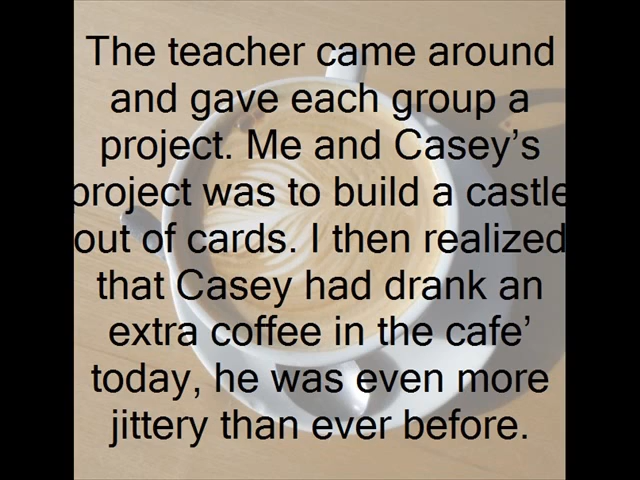 The teacher came around
and gave each group a
project. Me and Casey’s
project was to build a castle
out of cards. I then realized
that Casey had drank an
extra coffee in the cafe’
today, he was even more
jittery than ever before.